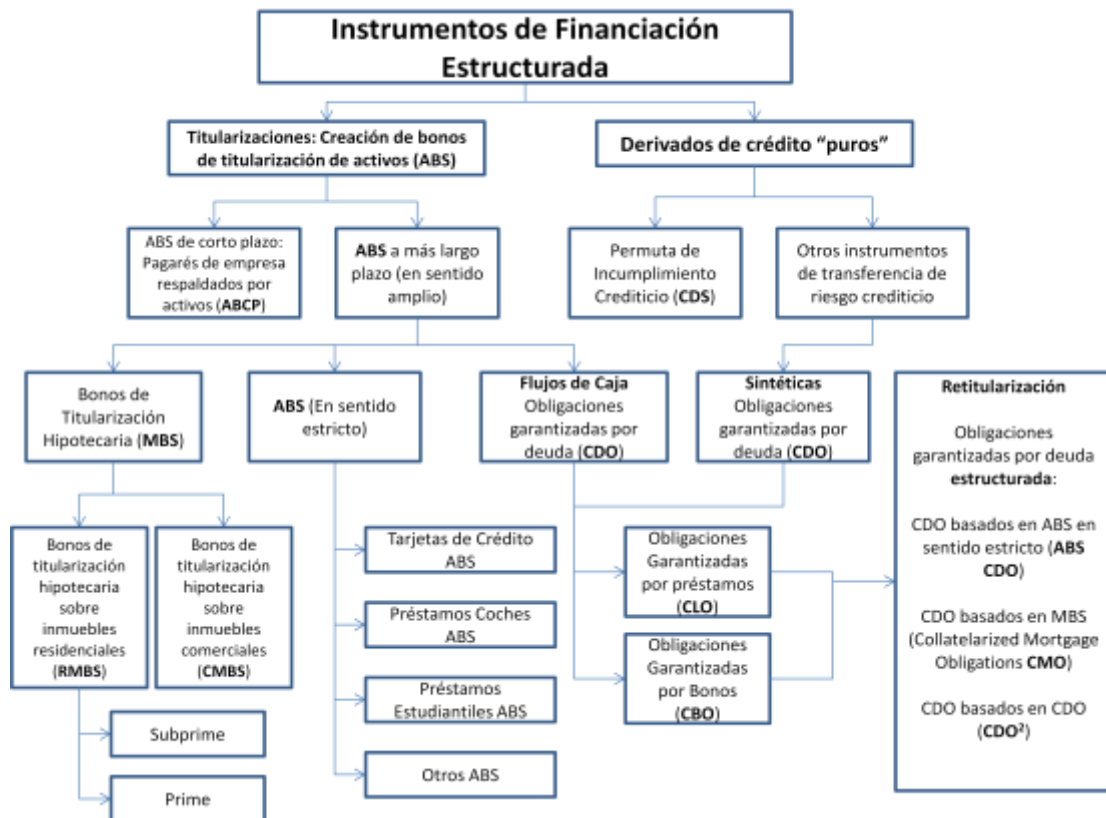 Instrumentos de Financiación
Estructurada
Titularizaciones: Creación de bonos
de titularización de activos (ABS)
Derivados de crédito “puros”
ABS de corto plazo:
Pagarés de empresa
respaldados por
activos (ABCP)
ABS a más largo
plazo (en sentido
amplio)
Permuta de
Incumplimiento
Crediticio (CDS)
Otros instrumentos
de transferencia de
riesgo crediticio
Bonos de
Titularización
Hipotecaria (MBS)
ABS (En sentido
estricto)
Flujos de Caja
Obligaciones
garantizadas por
deuda (CDO)
Sintéticas
Obligaciones
garantizadas por
deuda (CDO)
Retitularización
Obligaciones
garantizadas por deuda
estructurada:
CDO basados en ABS en
sentido estricto (ABS
CDO)
CDO basados en MBS
(Collatelarized Mortgage
Obligations CMO)
CDO basados en CDO
(CDO²)
Bonos de
titularización
hipotecaria
sobre
inmuebles
residenciales
(RMBS)
Bonos de
titularización
hipotecaria
sobre
inmuebles
comerciales
(CMBS)
Tarjetas de Crédito
ABS
Préstamos Coches
ABS
Préstamos
Estudiantiles ABS
Otros ABS
Obligaciones
Garantizadas
por préstamos
(CLO)
Obligaciones
Garantizadas
por Bonos
(CBO)
Subprime
Prime